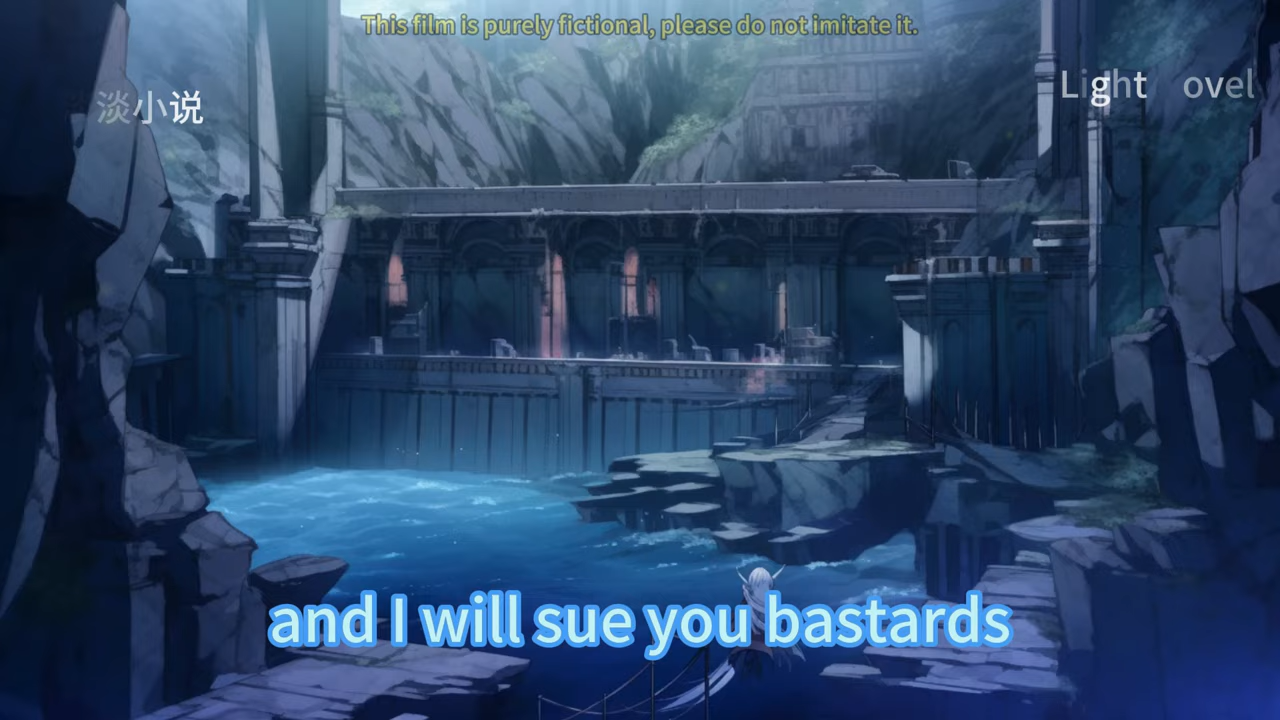 This film is purely fictional, please do not imitate it.
淡小说
Light ovel
and I will sue you bastards